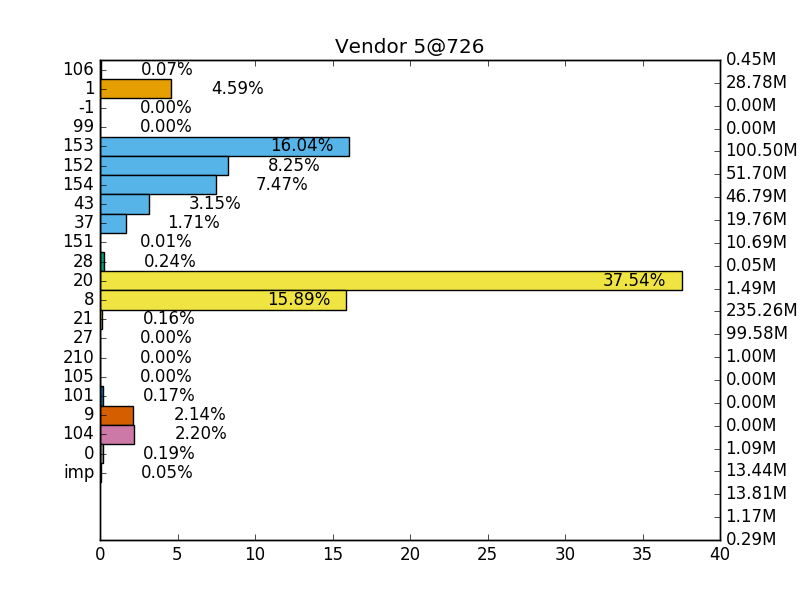 Vendor 5@726
106 0.07% 0.45M
1 4.59% 28.78M
-1 0.00% 0.00M
99 0.00% 0.00M
153 16.04% 100.50M
152 8.25% 51.70M
154 7.47% 46.79M
43 3.15% 19.76M
37 1.71% 10.69M
151 0.01% 0.05M
28 0.24% 1.49M
20 37.54% 235.26M
8 15.89% 99.58M
21 0.16% 1.00M
27 0.00% 0.00M
210 0.00% 0.00M
105 0.00% 0.00M
101 0.17% 1.09M
9 2.14% 13.44M
104 2.20% 13.81M
0 0.19% 1.17M
imp 0.05% 0.29M
0 5 10 15 20 25 30 35 40